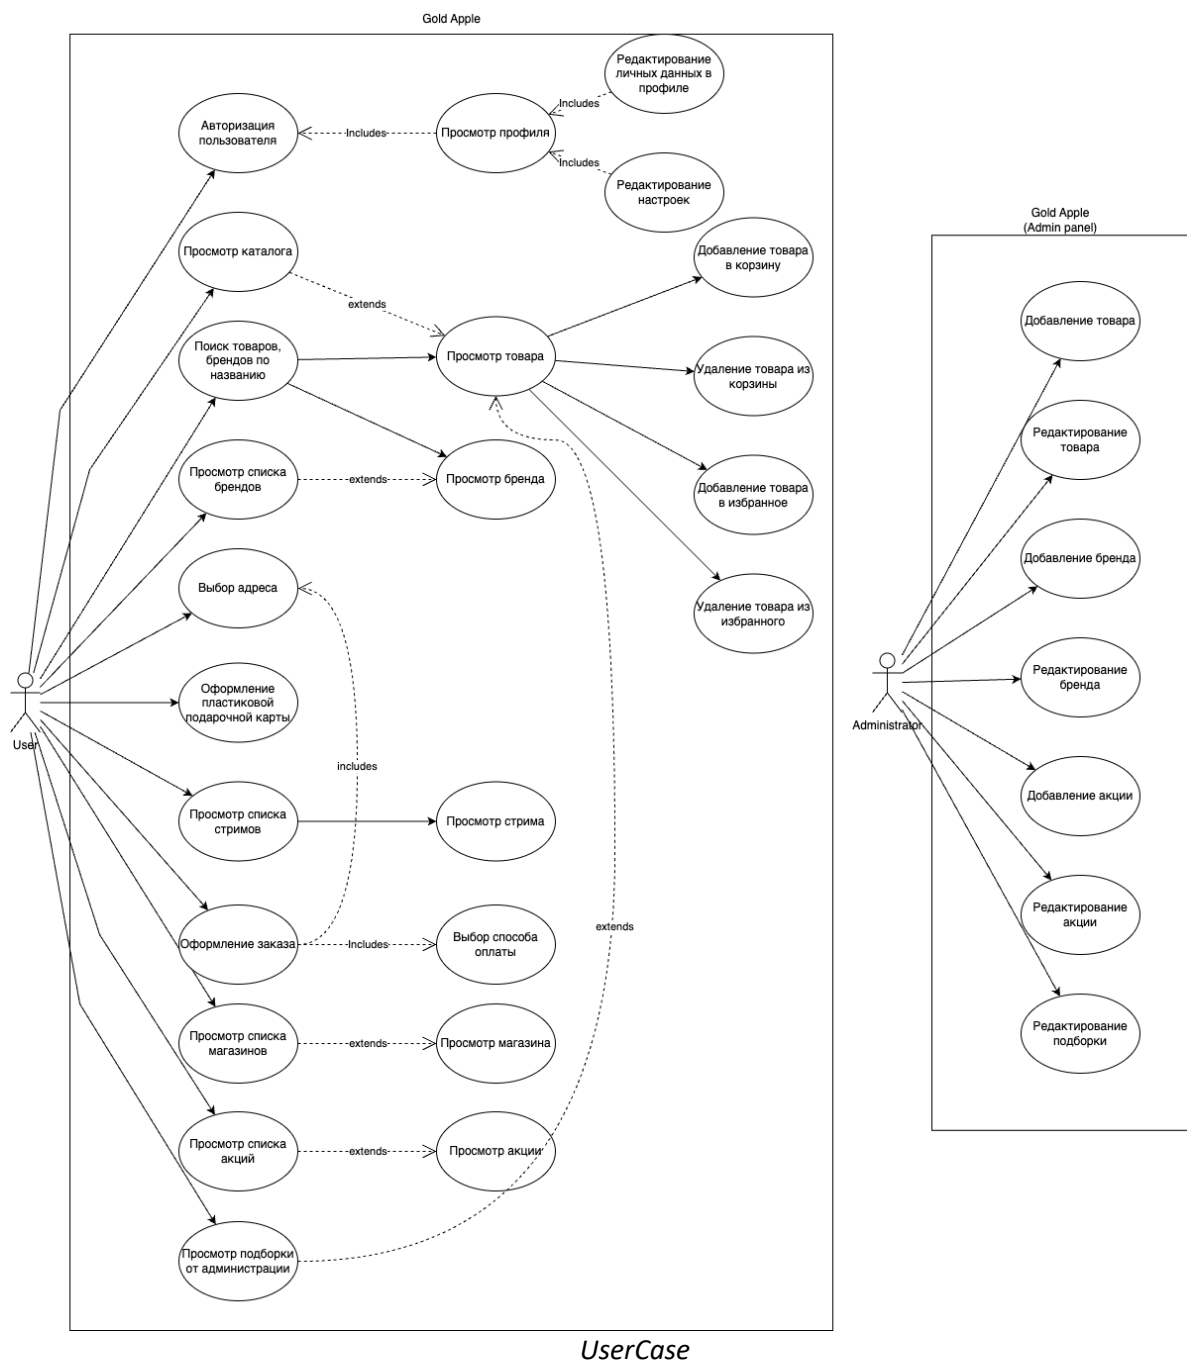 Gold Apple
Редактирование
личных данных в
профиле
Includes
Авторизация
пользователя
Includes
Просмотр профиля
Includes
Редактирование
настроек
Просмотр каталога
extends
Добавление товара
в корзину
Поиск товаров,
брендов по
названию
Просмотр товара
Удаление товара из
корзины
Просмотр списка
брендов
extends
Просмотр бренда
Добавление товара
в избранное
Выбор адреса
Удаление товара из
избранного
Оформление
пластиковой
подарочной карты
User
includes
Просмотр списка
стримов
Просмотр стрима
extends
Оформление заказа
Includes
Выбор способа
оплаты
Просмотр списка
магазинов
extends
Просмотр магазина
Просмотр списка
акций
extends
Просмотр акции
Просмотр подборки
от администрации
Gold Apple
(Admin panel)
Добавление товара
Редактирование
товара
Добавление бренда
Редактирование
бренда
Administrator
Добавление акции
Редактирование
акции
Редактирование
подборки
UserCase